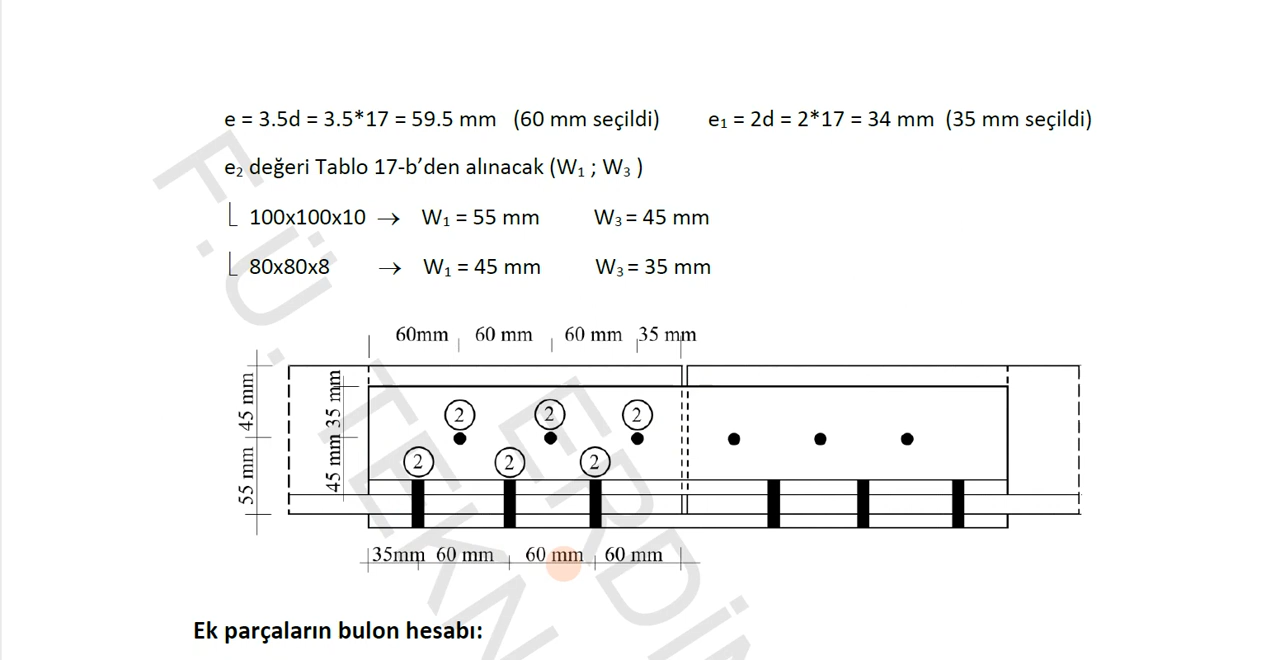 e = 3.5d = 3.5*17 = 59.5 mm (60 mm seçildi) e₁ = 2d = 2*17 = 34 mm (35 mm seçildi)
e₂ değeri Tablo 17-b’den alınacak (W₁ ; W₃ )
100x100x10 → W₁ = 55 mm W₃ = 45 mm
80x80x8 → W₁ = 45 mm W₃ = 35 mm
60mm 60 mm 60 mm 35 mm
45 mm
55 mm
35 mm
45 mm
2 2 2
2 2 2
35mm 60 mm 60 mm 60 mm
Ek parçaların bulon hesabı:
F.Ü. TEKN
ERDİN